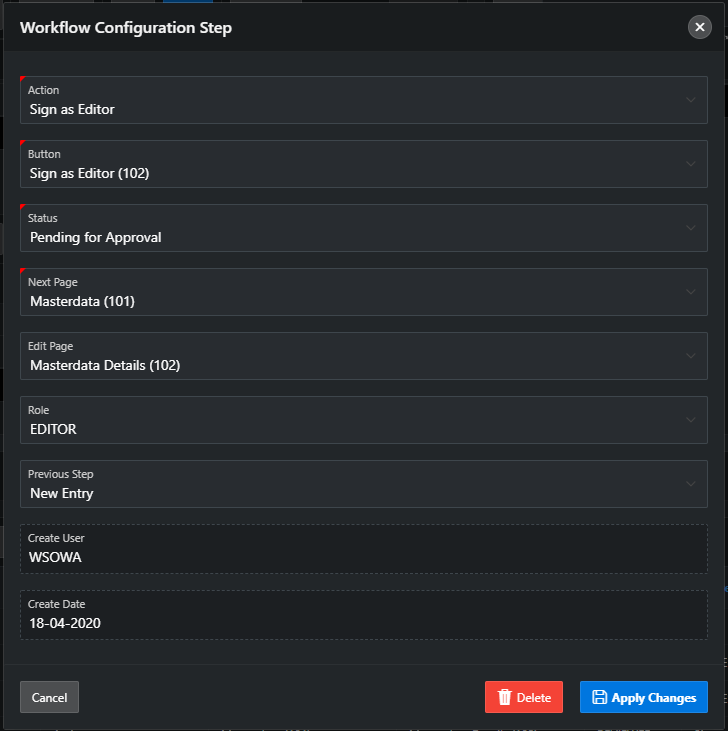 Workflow Configuration Step
Action
Sign as Editor
Button
Sign as Editor (102)
Status
Pending for Approval
Next Page
Masterdata (101)
Edit Page
Masterdata Details (102)
Role
EDITOR
Previous Step
New Entry
Create User
WSOWA
Create Date
18-04-2020
Cancel
Delete
Apply Changes